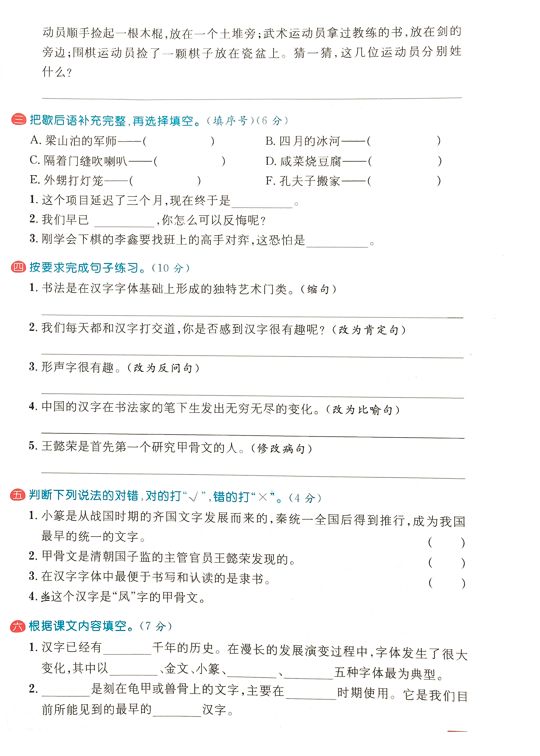 动员顺手捡起一根木棍,放在一个土堆旁;武术运动员拿过教练的书,放在剑的
旁边;围棋运动员捡了一颗棋子放在瓷盆上。猜一猜,这几位运动员分别姓
什么?
三 把歇后语补充完整,再选择填空。(填序号)(6分)
A. 梁山泊的军师——( )　B. 四月的冰河——( )
C. 隔着门缝吹喇叭——( )　D. 咸菜烧豆腐——( )
E. 外甥打灯笼——( )　F. 孔夫子搬家——( )
1. 这个项目延迟了三个月,现在终于是________。
2. 我们早已________,你怎么可以反悔呢?
3. 刚学会下棋的李鑫要找班上的高手对弈,这恐怕是________。
四 按要求完成句子练习。(10分)
1. 书法是在汉字字体基础上形成的独特艺术门类。(缩句)
2. 我们每天都和汉字打交道,你是否感到汉字很有趣呢?(改为肯定句)
3. 形声字很有趣。(改为反问句)
4. 中国的汉字在书法家的笔下生发出无穷无尽的变化。(改为比喻句)
5. 王懿荣是首先第一个研究甲骨文的人。(修改病句)
五 判断下列说法的对错,对的打“√”,错的打“×”。(4分)
1. 小篆是从战国时期的齐国文字发展而来的,秦统一全国后得到推行,成为我国
最早的统一的文字。( )
2. 甲骨文是清朝国子监的主管官员王懿荣发现的。( )
3. 在汉字字体中最便于书写和认读的是隶书。( )
4. 这个汉字是“凤”字的甲骨文。
六 根据课文内容填空。(7分)
1. 汉字已经有________千年的历史。在漫长的发展演变过程中,字体发生了很大
变化,其中以________、金文、小篆、________、________五种字体最为典型。
2. ________是刻在龟甲或兽骨上的文字,主要在________时期使用。它是我们目
前所能见到的最早的________汉字。